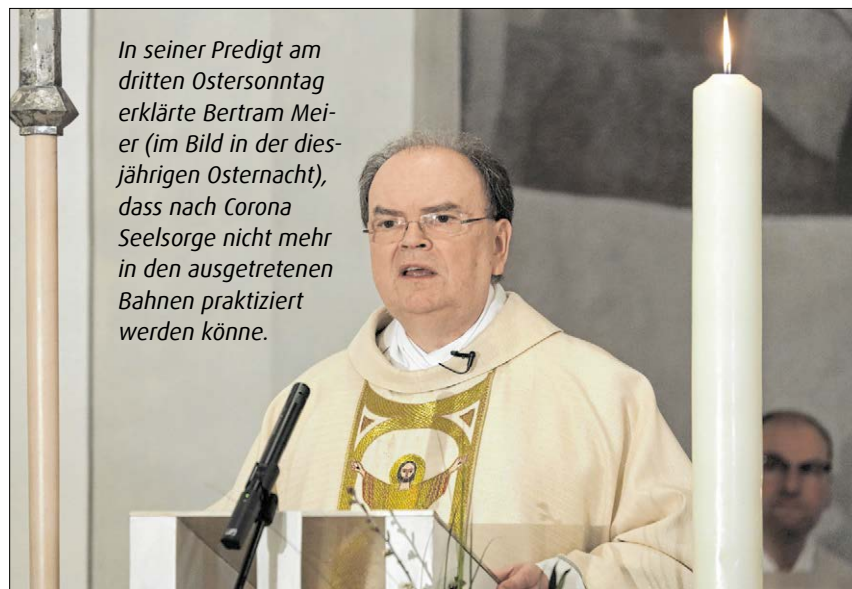 In seiner Predigt am
dritten Ostersonntag
erklärte Bertram Mei-
er (im Bild in der dies-
jährigen Osternacht),
dass nach Corona
Seelsorge nicht mehr
in den ausgetretenen
Bahnen praktiziert
werden könne.